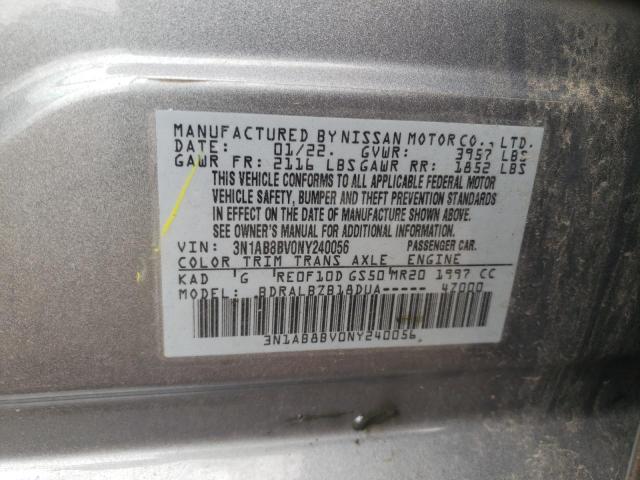 MANUFACTURED BY NISSAN MOTOR CO., LTD.
DATE: 01/22. GVWR: 3957 LBS
GAWR FR: 2116 LBS GAWR RR: 1852 LBS
THIS VEHICLE CONFORMS TO ALL APPLICABLE FEDERAL MOTOR
VEHICLE SAFETY, BUMPER AND THEFT PREVENTION STANDARDS
IN EFFECT ON THE DATE OF MANUFACTURE SHOWN ABOVE.
SEE OWNER'S MANUAL FOR ADDITIONAL INFORMATION.
VIN: 3N1AB8BV0NY240056 PASSENGER CAR.
COLOR TRIM TRANS AXLE ENGINE
KAD 'G 'RE0F10D GS50'MR20 1997 CC
MODEL: BDRALBZB18DUA----- 47000
3N1AB8BV0NY240056